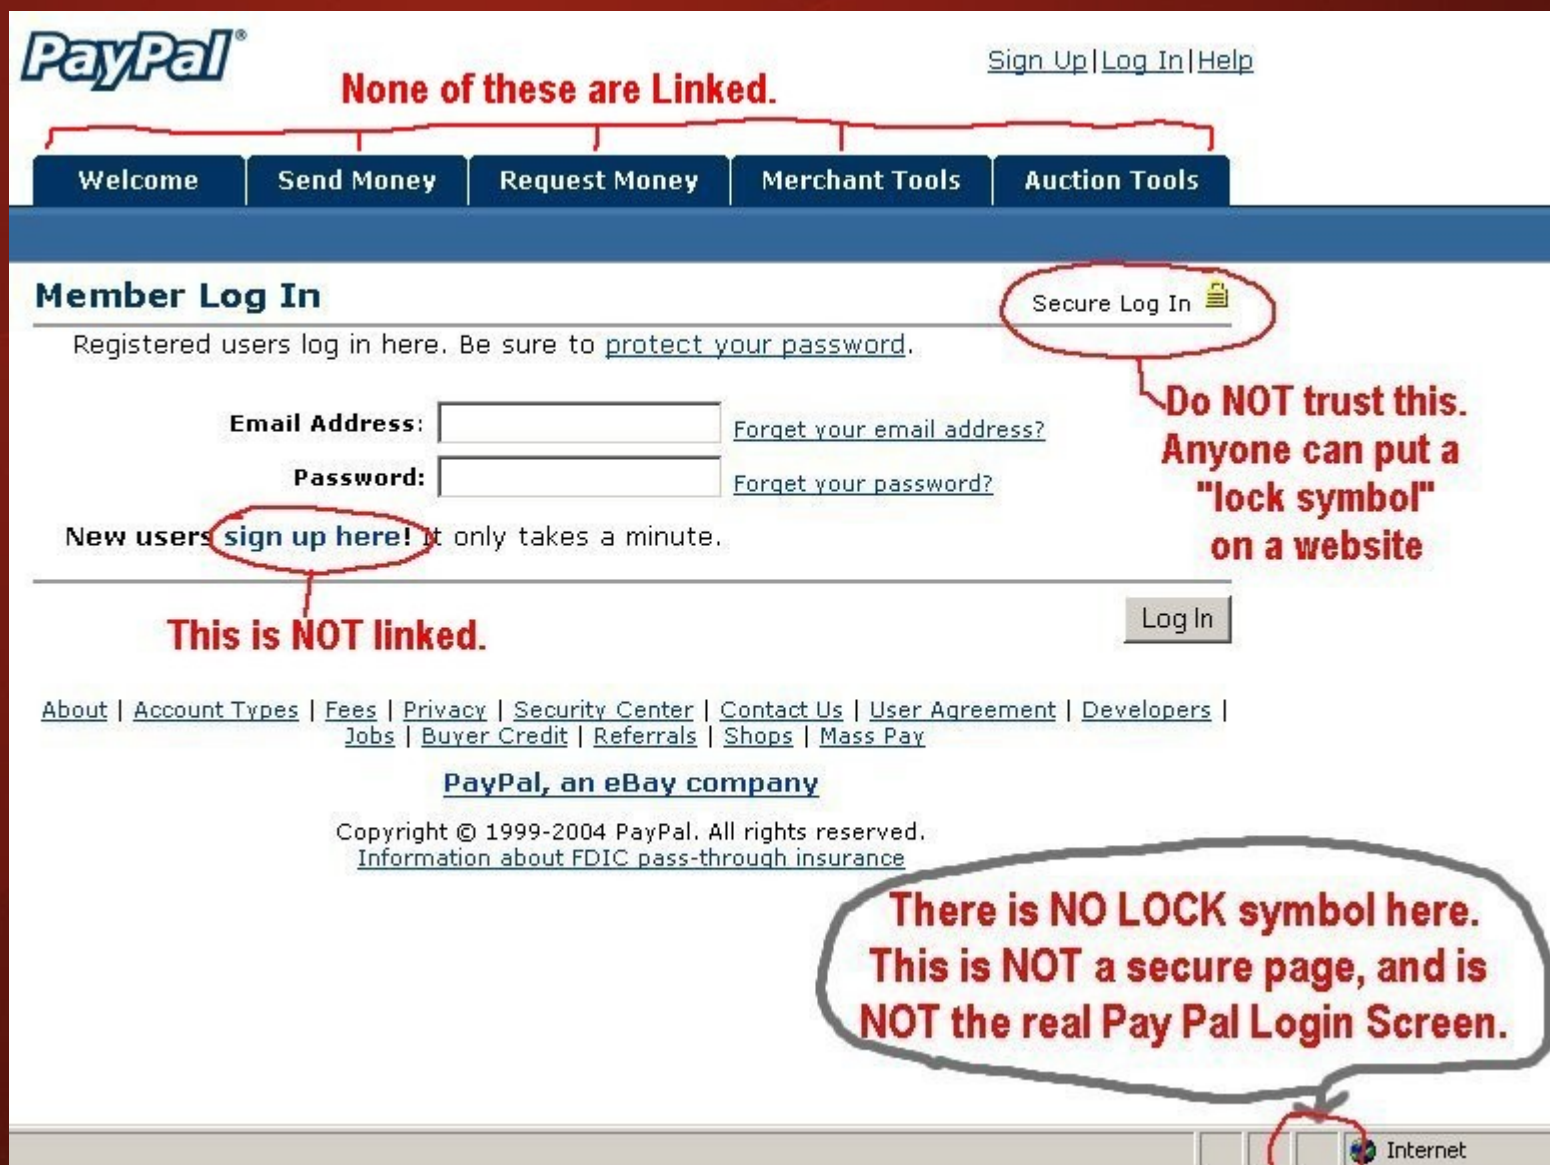 PayPal®
Sign Up | Log In | Help
None of these are Linked.
Welcome Send Money Request Money Merchant Tools Auction Tools
Member Log In
Secure Log In
Registered users log in here. Be sure to protect your password.
Do NOT trust this.
Anyone can put a
"lock symbol"
on a website
Email Address: Forget your email address?
Password: Forget your password?
New users sign up here! It only takes a minute.
This is NOT linked.
Log In
About | Account Types | Fees | Privacy | Security Center | Contact Us | User Agreement | Developers |
Jobs | Buyer Credit | Referrals | Shops | Mass Pay
PayPal, an eBay company
Copyright © 1999-2004 PayPal. All rights reserved.
Information about FDIC pass-through insurance
There is NO LOCK symbol here.
This is NOT a secure page, and is
NOT the real Pay Pal Login Screen.
Internet